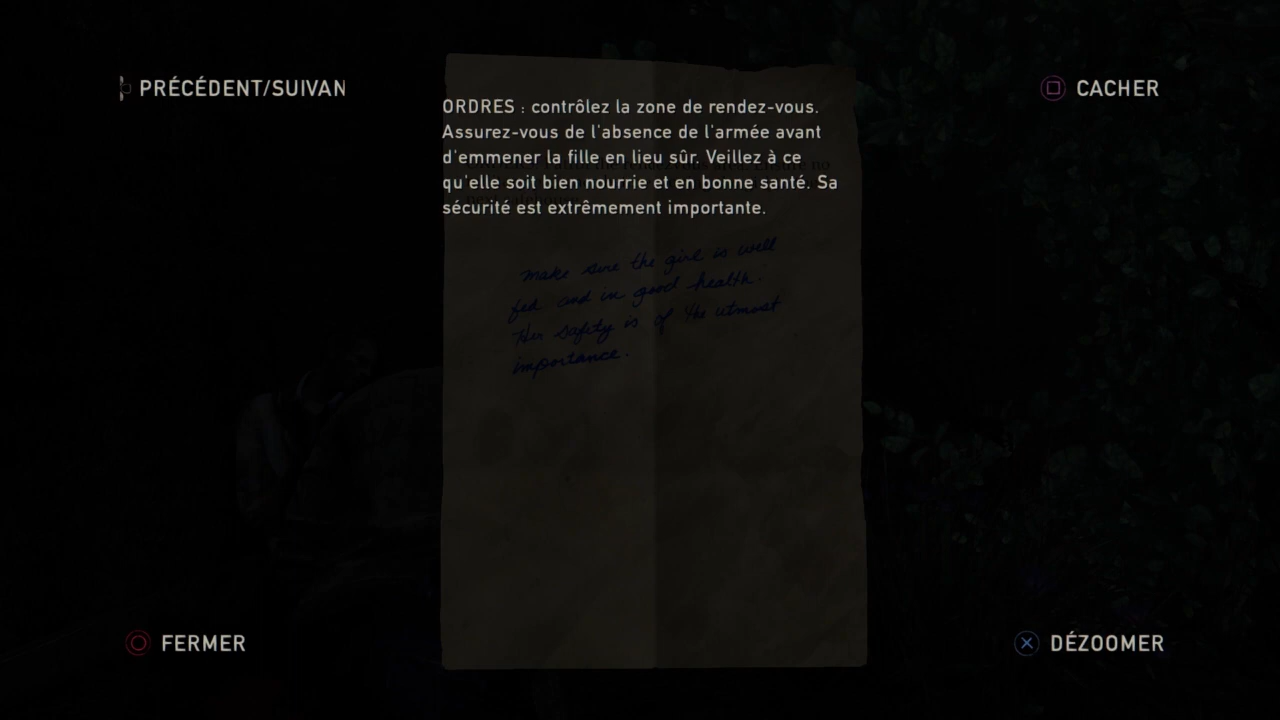 PRÉCÉDENT/SUIVAN
CACHER
ORDRES : contrôlez la zone de rendez-vous.
Assurez-vous de l'absence de l'armée avant
d'emmener la fille en lieu sûr. Veillez à ce
qu'elle soit bien nourrie et en bonne santé. Sa
sécurité est extrêmement importante.
make sure the girl is well
fed and in good health.
Her safety is of the utmost
importance.
FERMER
DÉZOOMER